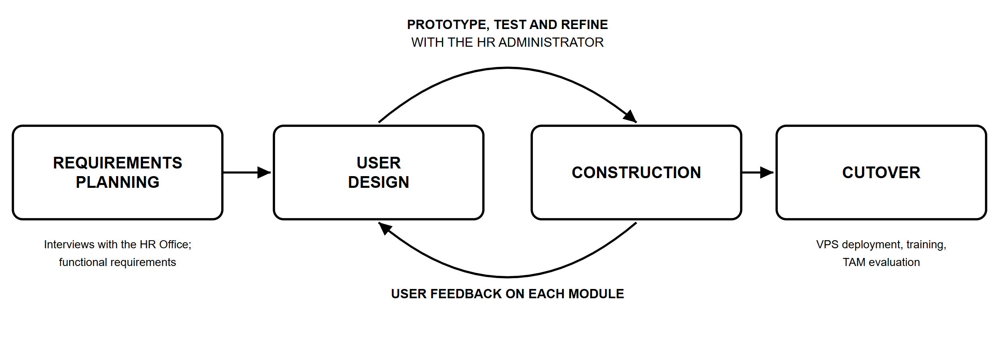 PROTOTYPE, TEST AND REFINE
WITH THE HR ADMINISTRATOR
REQUIREMENTS
PLANNING
USER
DESIGN
CONSTRUCTION
CUTOVER
Interviews with the HR Office;
functional requirements
VPS deployment, training,
TAM evaluation
USER FEEDBACK ON EACH MODULE